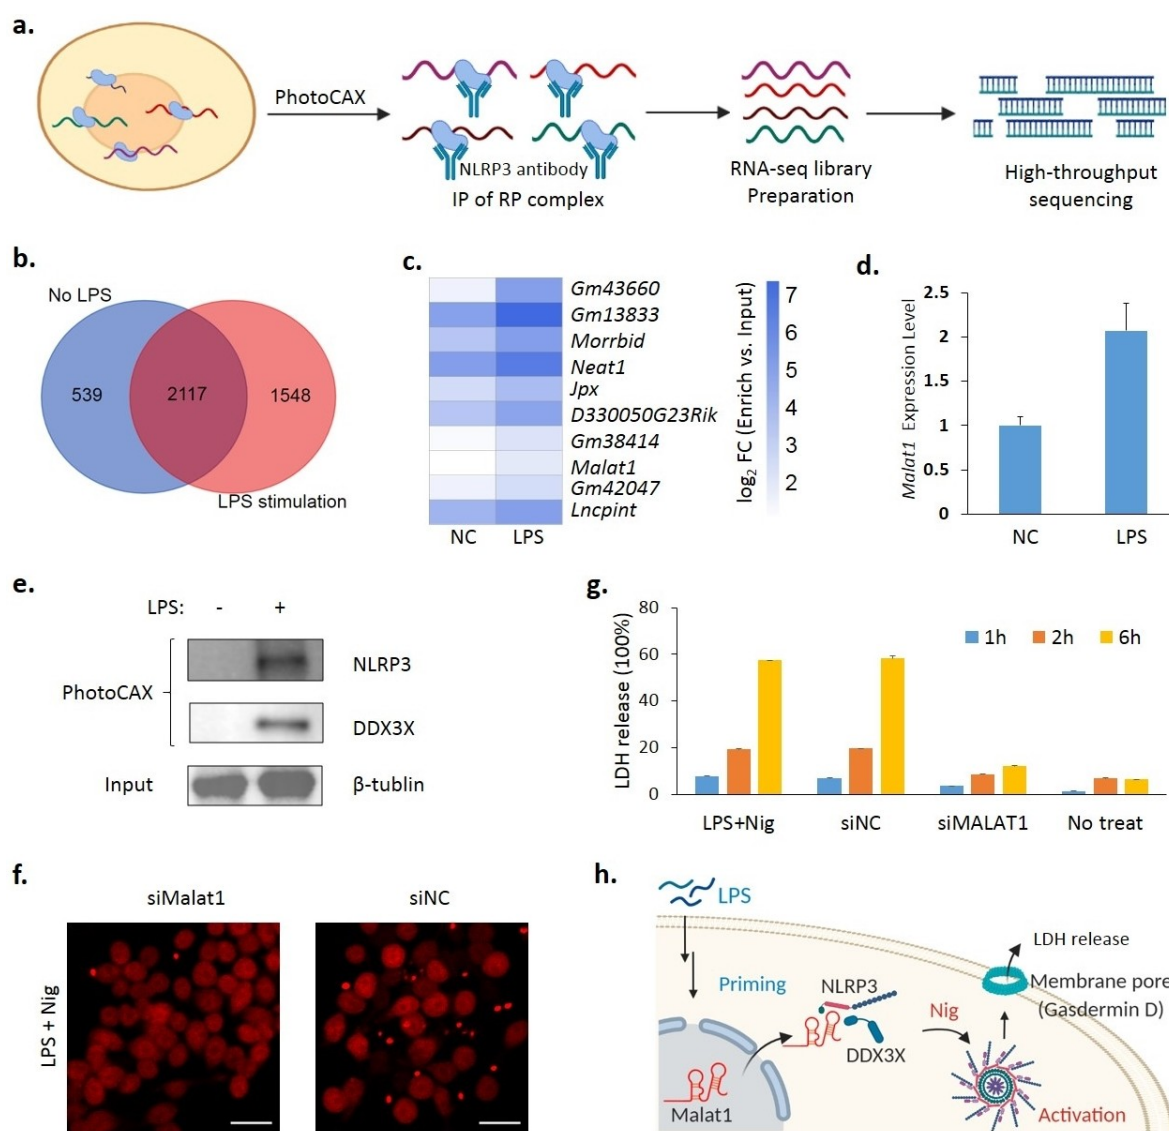 a.
PhotoCAX
NLRP3 antibody
IP of RP complex
RNA-seq library
Preparation
High-throughput
sequencing
b.
No LPS
539
2117
1548
LPS stimulation
c.
Gm43660
Gm13833
Morrbid
Neat1
Jpx
D330050G23Rik
Gm38414
Malat1
Gm42047
Lncpint
NC LPS
log2 FC (Enrich vs. Input)
7
6
5
4
3
2
d.
Malat1 Expression Level
2.5
2
1.5
1
0.5
0
NC LPS
e.
LPS: - +
PhotoCAX
NLRP3
DDX3X
Input
β-tublin
g.
LDH release (100%)
80
60
40
20
0
1h 2h 6h
LPS+Nig siNC siMALAT1 No treat
f.
siMalat1 siNC
LPS + Nig
h.
LPS
Priming
Malat1
NLRP3
DDX3X
Nig
LDH release
Membrane pore
(Gasdermin D)
Activation